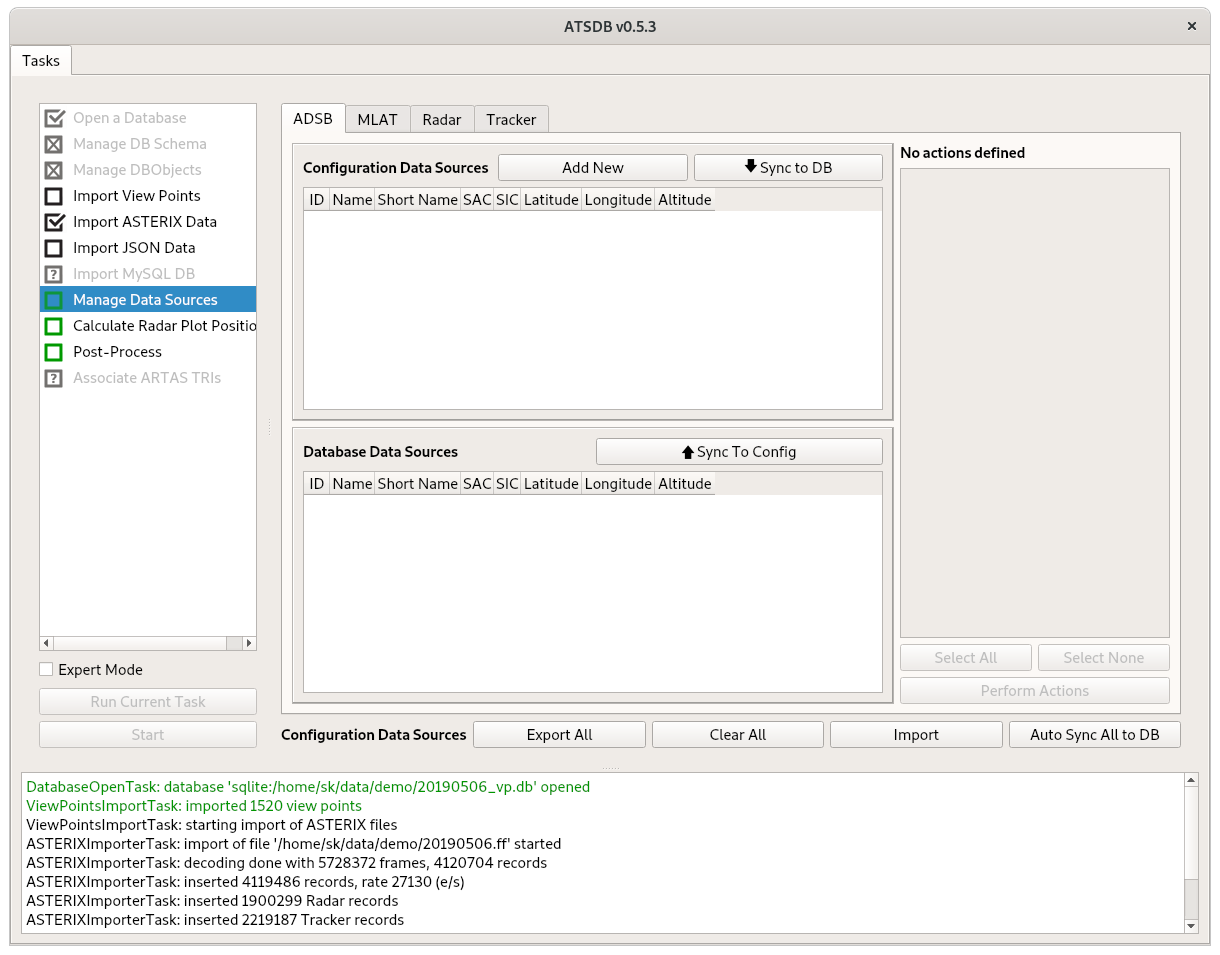 ATSDB v0.5.3
Tasks
Open a Database
Manage DB Schema
Manage DBObjects
Import View Points
Import ASTERIX Data
Import JSON Data
Import MySQL DB
Manage Data Sources
Calculate Radar Plot Positio
Post-Process
Associate ARTAS TRIs
Expert Mode
Run Current Task
Start
ADSB MLAT Radar Tracker
Configuration Data Sources Add New Sync to DB
ID Name Short Name SAC SIC Latitude Longitude Altitude
Database Data Sources Sync To Config
ID Name Short Name SAC SIC Latitude Longitude Altitude
No actions defined
Select All Select None
Perform Actions
Configuration Data Sources Export All Clear All Import Auto Sync All to DB
DatabaseOpenTask: database 'sqlite:/home/sk/data/demo/20190506_vp.db' opened
ViewPointsImportTask: imported 1520 view points
ViewPointsImportTask: starting import of ASTERIX files
ASTERIXImporterTask: import of file '/home/sk/data/demo/20190506.ff' started
ASTERIXImporterTask: decoding done with 5728372 frames, 4120704 records
ASTERIXImporterTask: inserted 4119486 records, rate 27130 (e/s)
ASTERIXImporterTask: inserted 1900299 Radar records
ASTERIXImporterTask: inserted 2219187 Tracker records